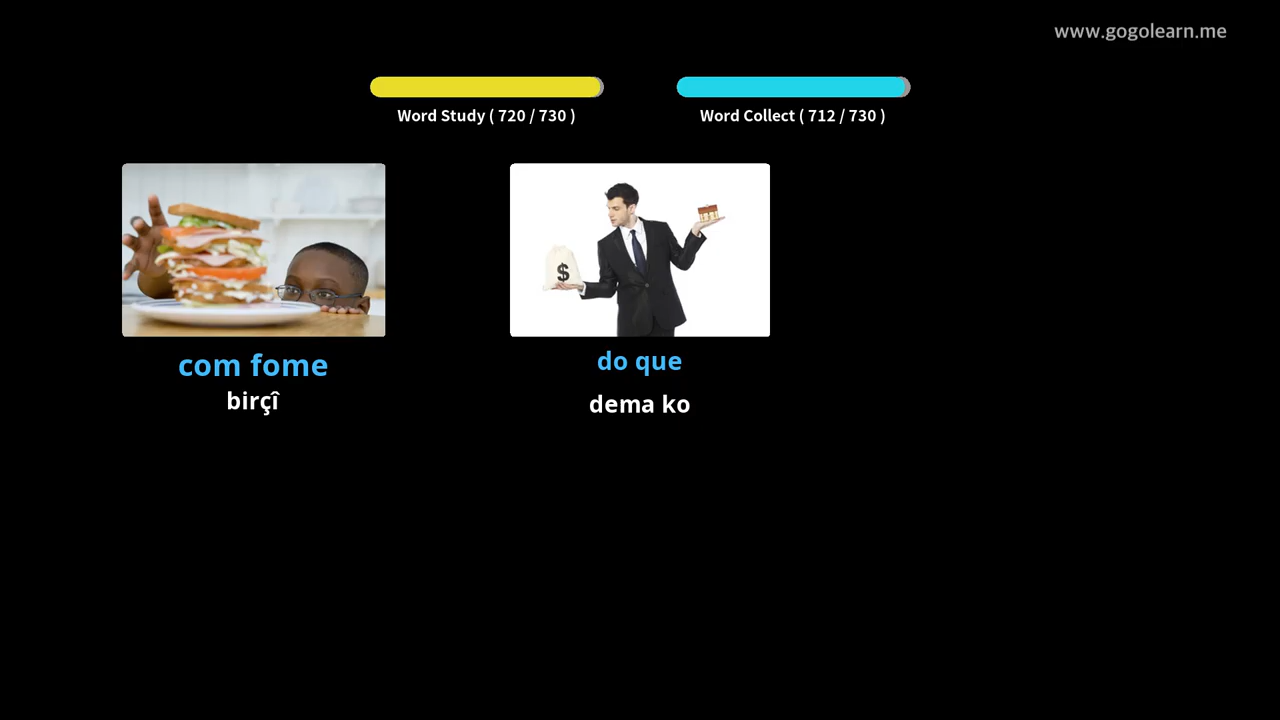 www.gogolearn.me
Word Study ( 720 / 730 )
Word Collect ( 712 / 730 )
$
com fome
birçî
do que
dema ko